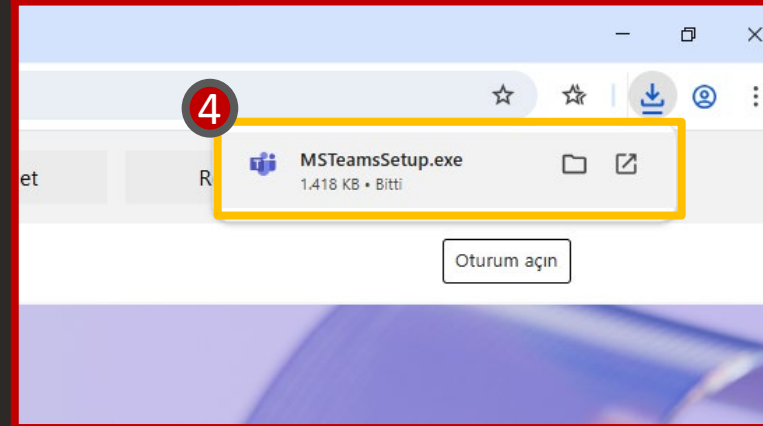 4
MSTeamsSetup.exe
1.418 KB • Bitti
et
R
Oturum açın